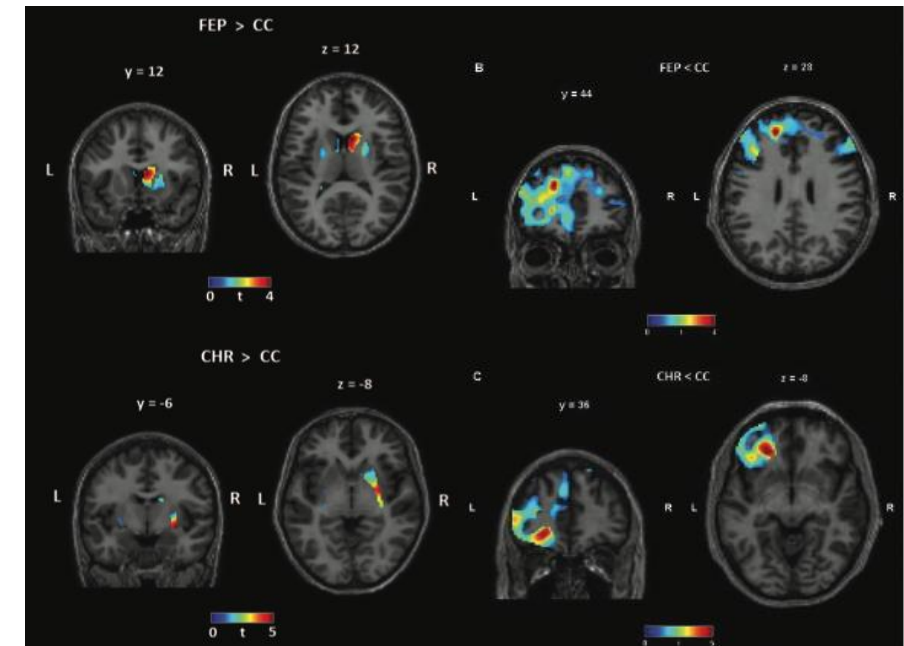 FEP > CC
y = 12
z = 12
L
R
L
R
0 t 4
B
FEP < CC
y = 44
z = 28
L
R
L
R
CHR > CC
y = -6
z = -8
L
R
L
R
0 t 5
C
CHR < CC
y = 36
z = -8
L
R
L
R